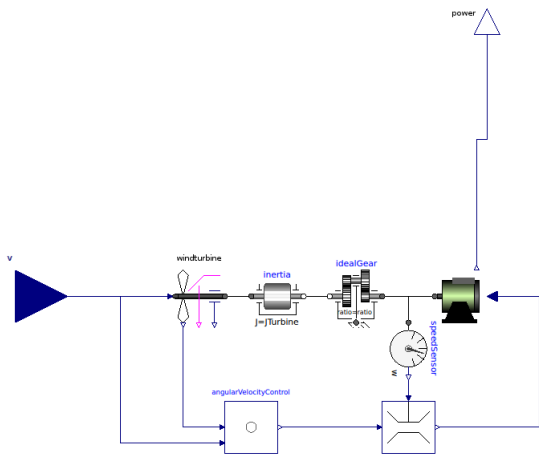 power
v
windturbine
idealGear
inertia
ratio=ratio
J=JTurbine
speedSensor
w
angularVelocityControl